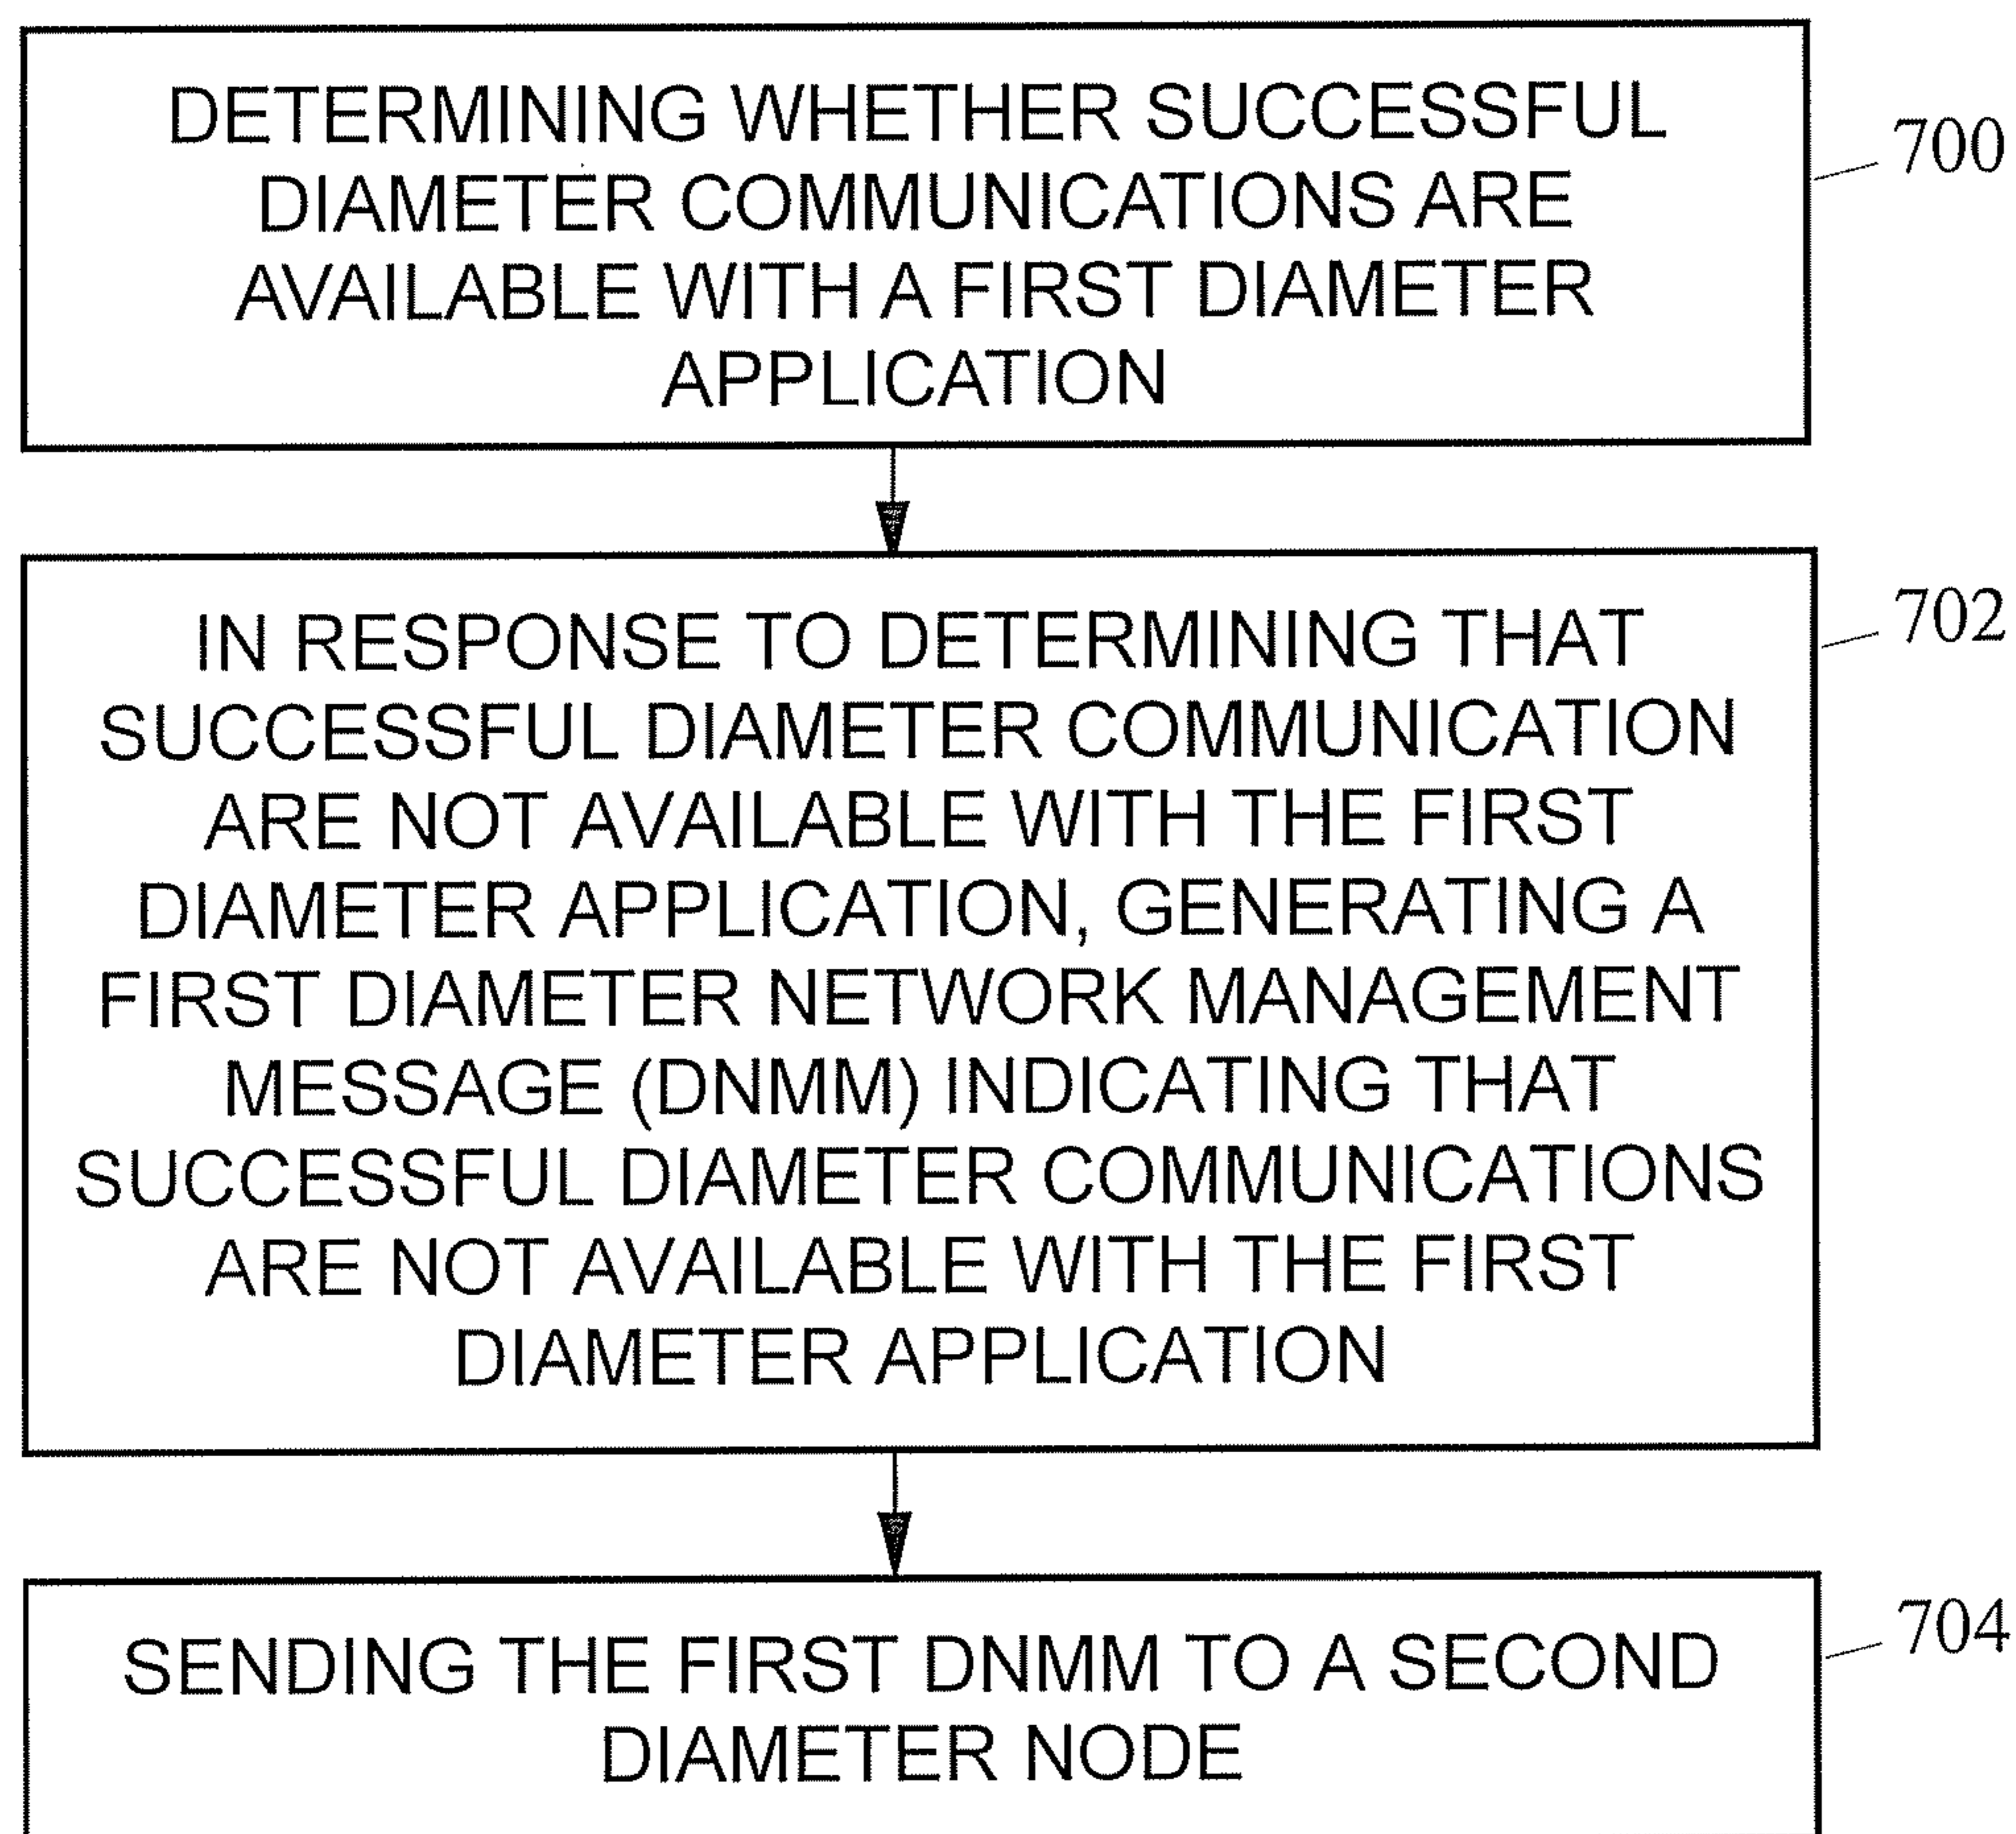 DETERMINING WHETHER SUCCESSFUL
DIAMETER COMMUNICATIONS ARE
AVAILABLE WITH A FIRST DIAMETER
APPLICATION
700
IN RESPONSE TO DETERMINING THAT
SUCCESSFUL DIAMETER COMMUNICATION
ARE NOT AVAILABLE WITH THE FIRST
DIAMETER APPLICATION, GENERATING A
FIRST DIAMETER NETWORK MANAGEMENT
MESSAGE (DNMM) INDICATING THAT
SUCCESSFUL DIAMETER COMMUNICATIONS
ARE NOT AVAILABLE WITH THE FIRST
DIAMETER APPLICATION
702
SENDING THE FIRST DNMM TO A SECOND
DIAMETER NODE
704